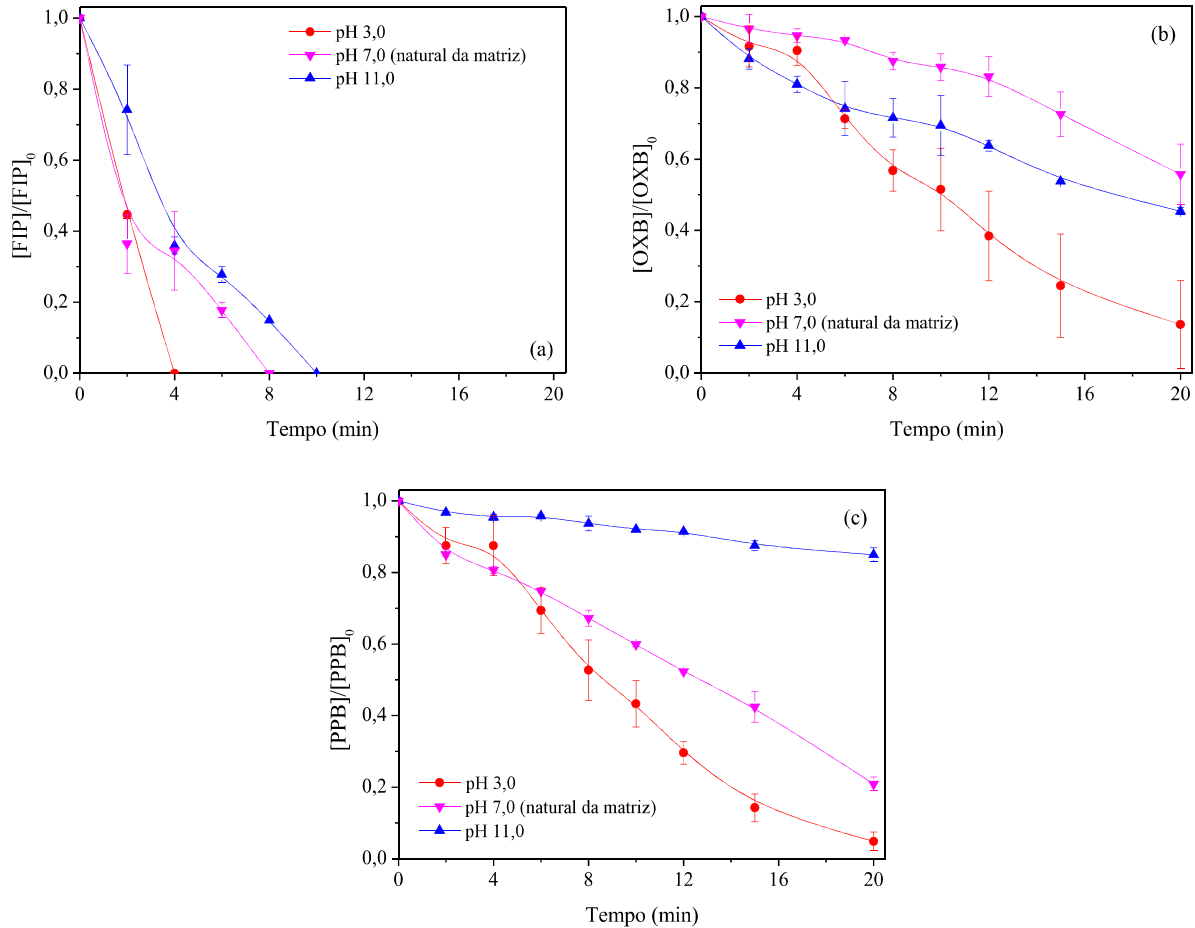 [FIP]/[FIP]0
1,0
0,8
0,6
0,4
0,2
0,0
pH 3,0
pH 7,0 (natural da matriz)
pH 11,0
(a)
0 4 8 12 16 20
Tempo (min)
[OXB]/[OXB]0
1,0
0,8
0,6
0,4
0,2
0,0
(b)
pH 3,0
pH 7,0 (natural da matriz)
pH 11,0
0 4 8 12 16 20
Tempo (min)
[PPB]/[PPB]0
1,0
0,8
0,6
0,4
0,2
0,0
(c)
pH 3,0
pH 7,0 (natural da matriz)
pH 11,0
0 4 8 12 16 20
Tempo (min)